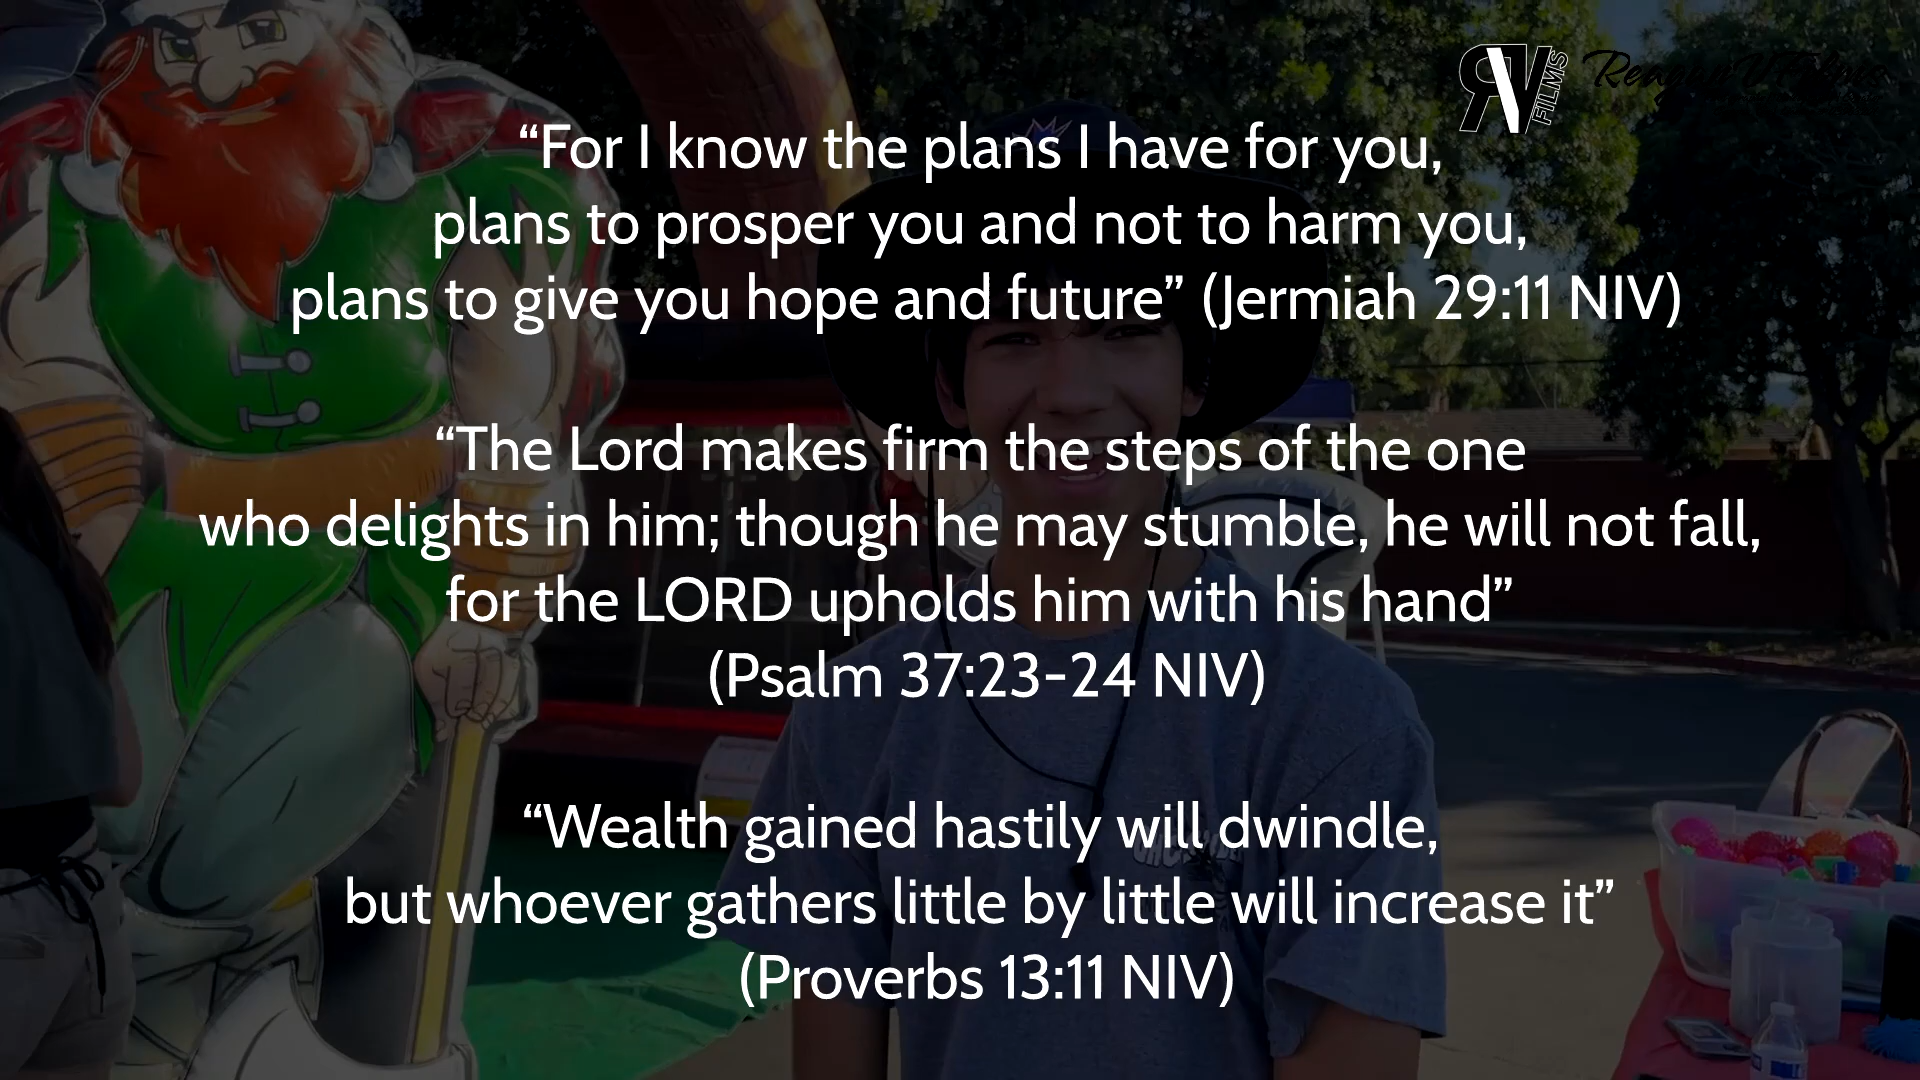 RV FILMS
“For I know the plans I have for you,
plans to prosper you and not to harm you,
plans to give you hope and future” (Jermiah 29:11 NIV)
“The Lord makes firm the steps of the one
who delights in him; though he may stumble, he will not fall,
for the LORD upholds him with his hand”
(Psalm 37:23-24 NIV)
“Wealth gained hastily will dwindle,
but whoever gathers little by little will increase it”
(Proverbs 13:11 NIV)